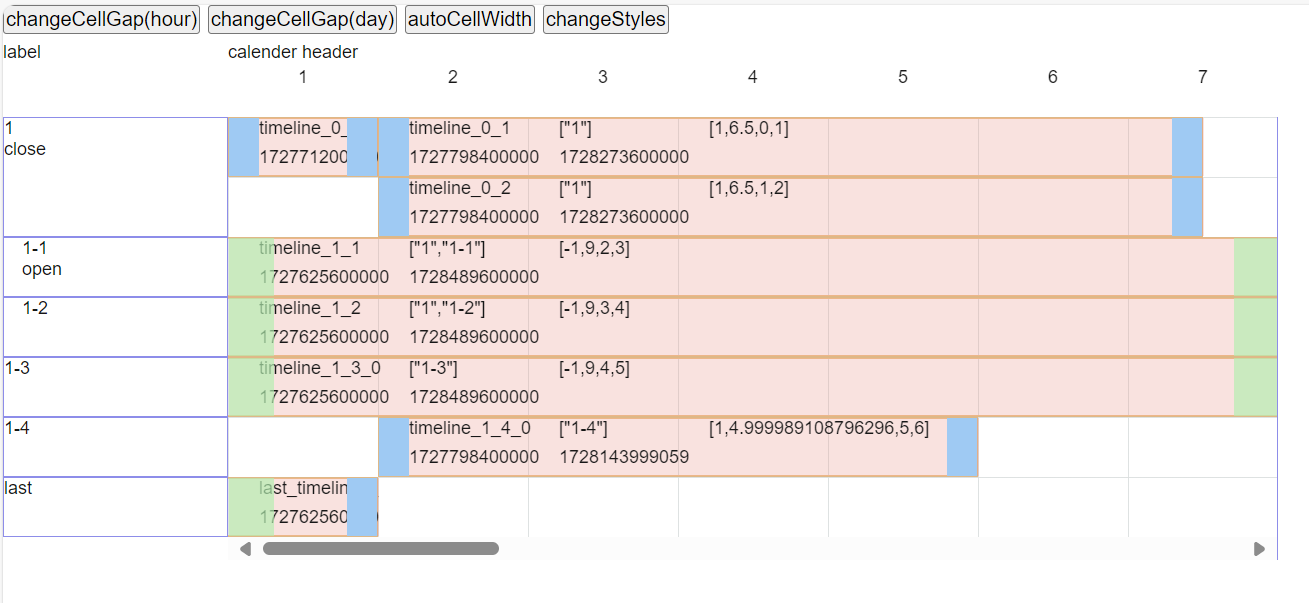 changeCellGap(hour) changeCellGap(day) autoCellWidth changeStyles
label calender header
1 2 3 4 5 6 7
1 timeline_0_ timeline_0_1 ["1"] [1,6.5,0,1]
close 172771200 1727798400000 1728273600000
timeline_0_2 ["1"] [1,6.5,1,2]
1727798400000 1728273600000
1-1 timeline_1_1 ["1","1-1"] [-1,9,2,3]
open 1727625600000 1728489600000
1-2 timeline_1_2 ["1","1-2"] [-1,9,3,4]
1727625600000 1728489600000
1-3 timeline_1_3_0 ["1-3"] [-1,9,4,5]
1727625600000 1728489600000
1-4 timeline_1_4_0 ["1-4"] [1,4.999989108796296,5,6]
1727798400000 1728143999059
last last_timelin
172762560